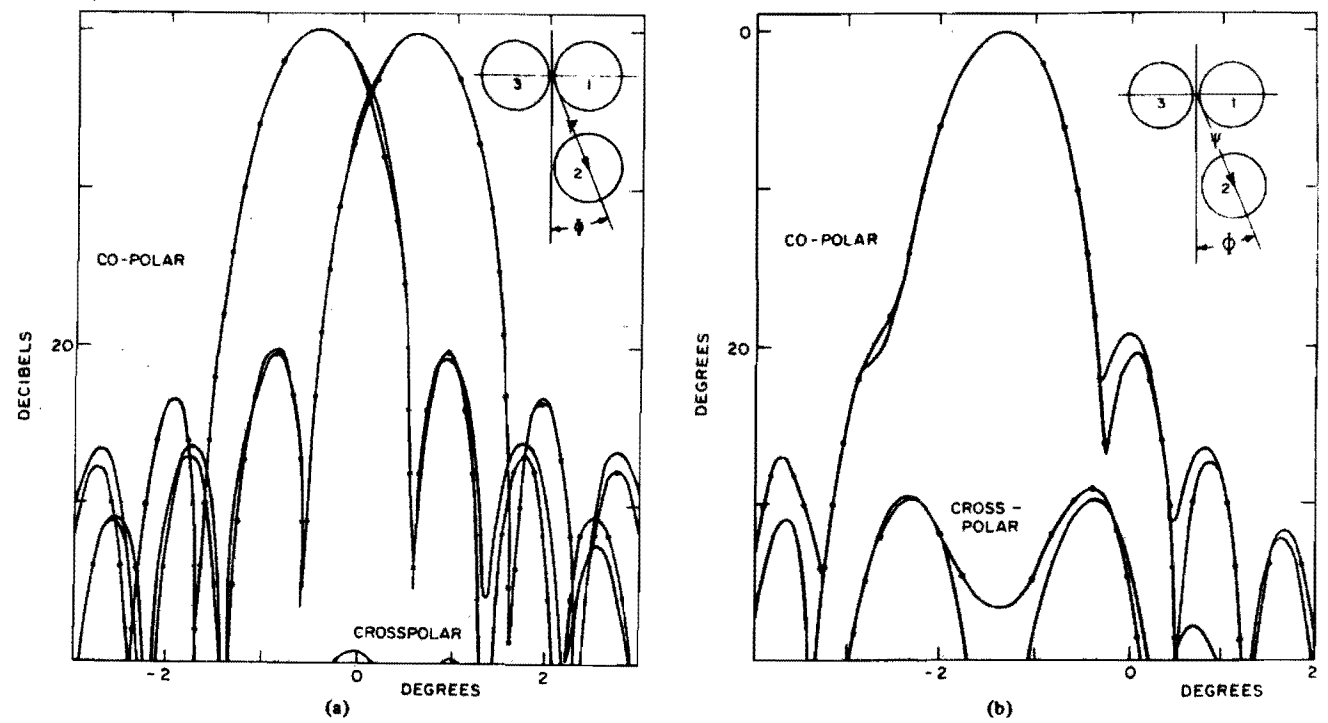 3
1
2
Φ
CO-POLAR
DECIBELS
20
CROSSPOLAR
-2
0
2
DEGREES
(a)
0
3
1
Ψ
2
ϕ
CO-POLAR
DEGREES
20
CROSS-
POLAR
-2
0
2
DEGREES
(b)